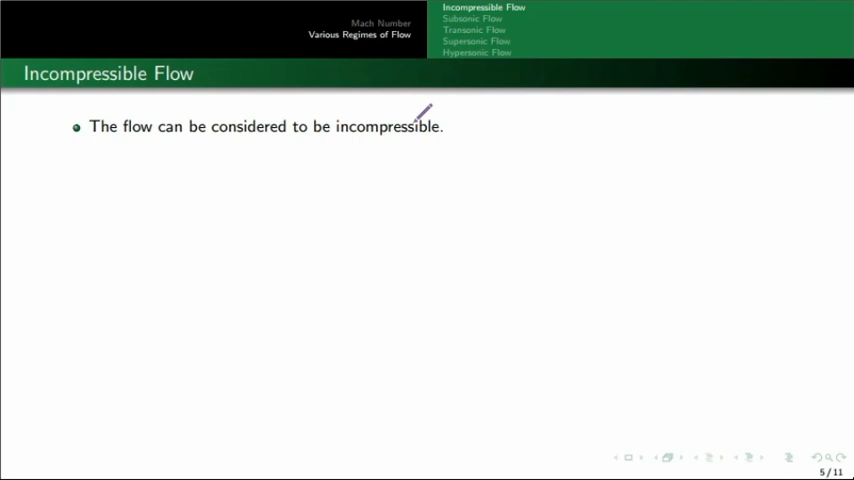 Mach Number
Various Regimes of Flow
Incompressible Flow
Subsonic Flow
Transonic Flow
Supersonic Flow
Hypersonic Flow
Incompressible Flow
The flow can be considered to be incompressible.
5 / 11